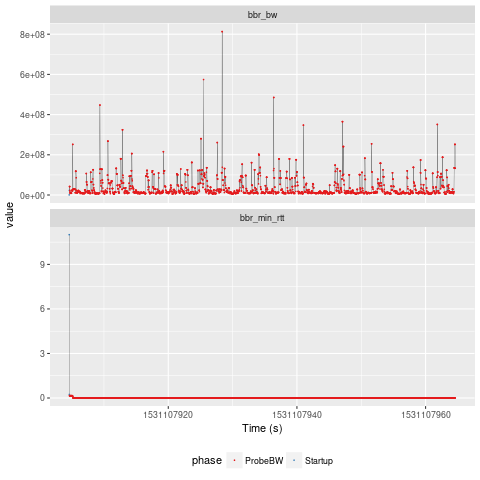 bbr_bw
8e+08
6e+08
4e+08
2e+08
0e+00
value
bbr_min_rtt
9
6
3
0
1531107920 1531107940 1531107960
Time (s)
phase ProbeBW Startup